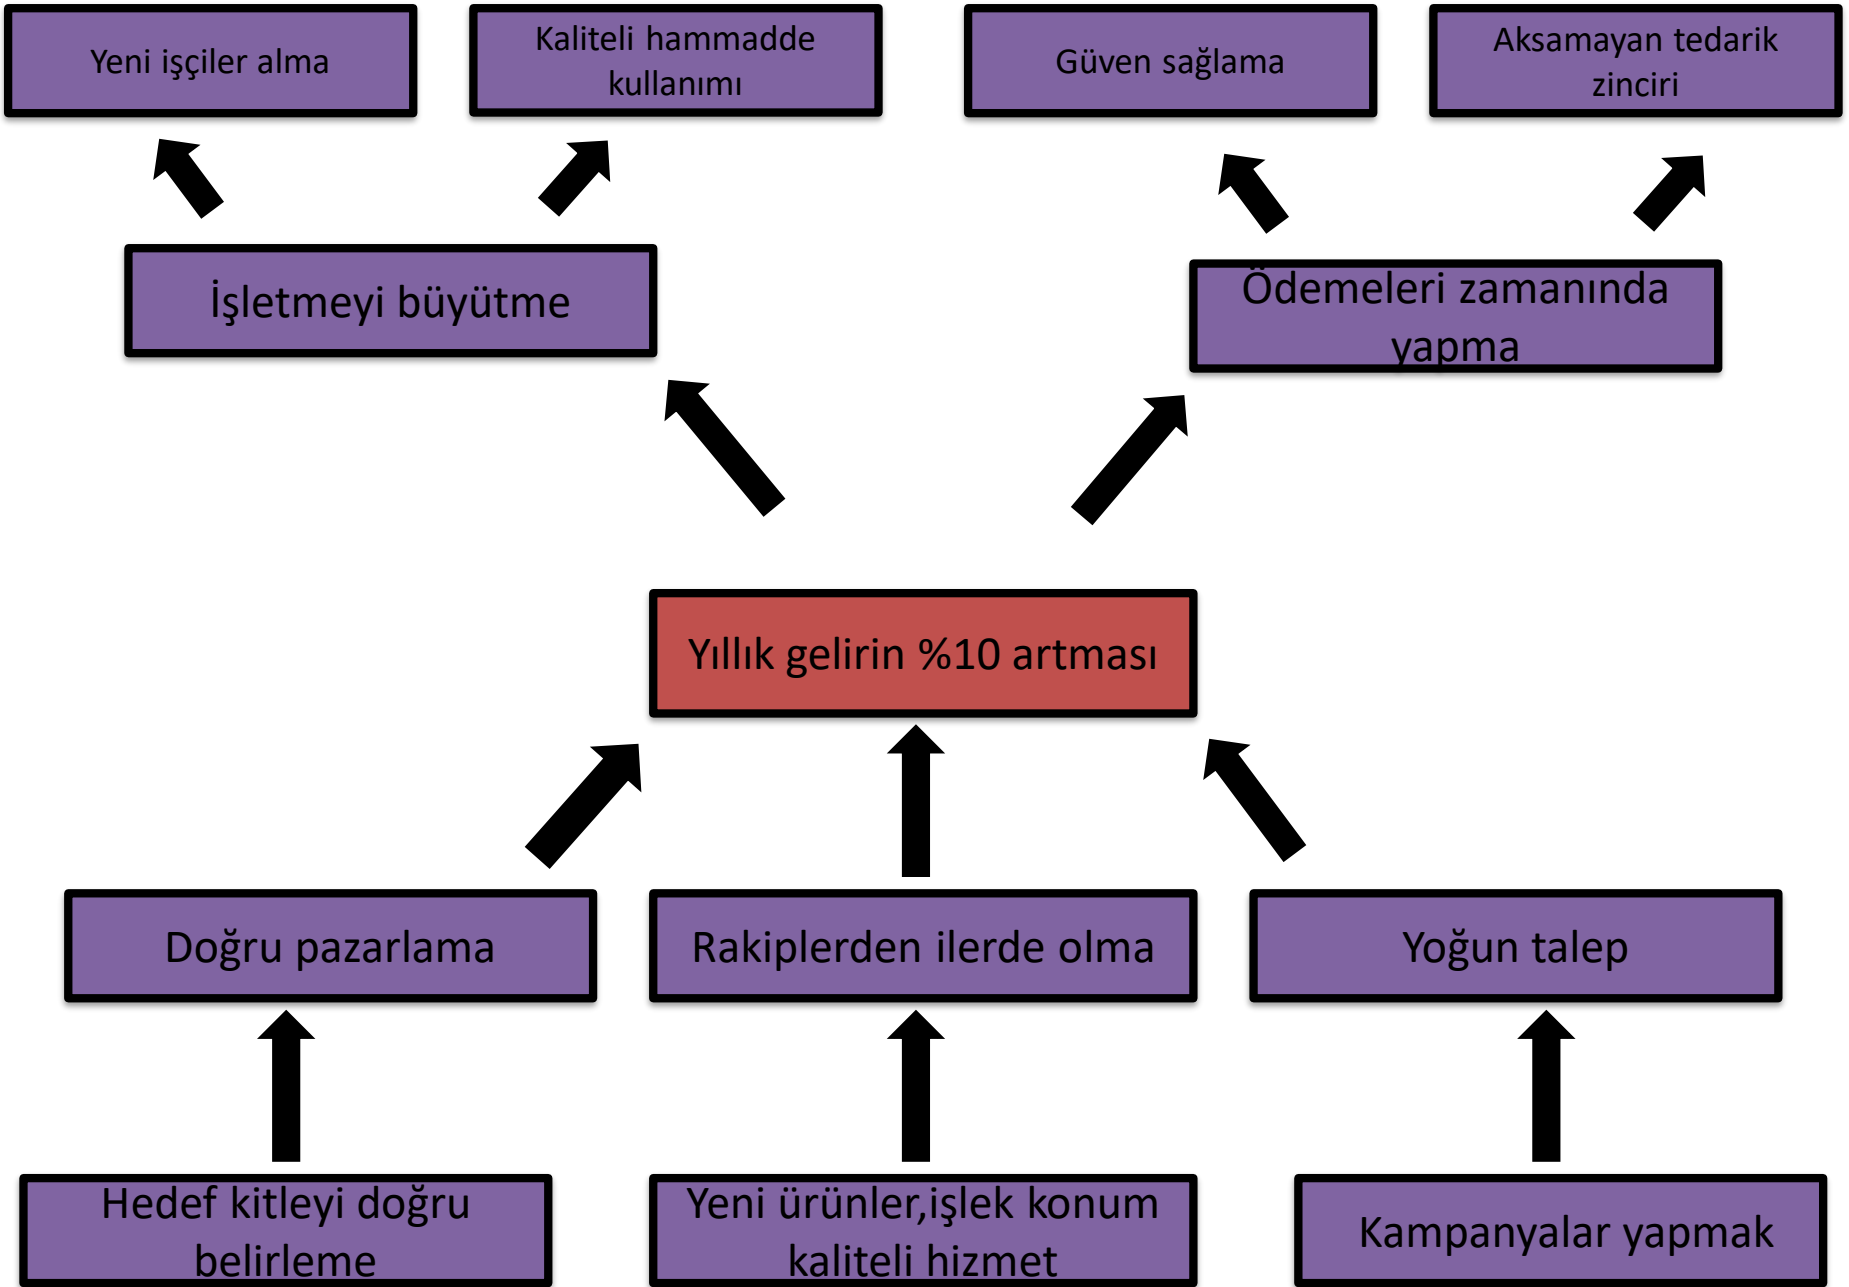 Yeni işçiler alma
Kaliteli hammadde
kullanımı
Güven sağlama
Aksamayan tedarik
zinciri
İşletmeyi büyütme
Ödemeleri zamanında
yapma
Yıllık gelirin %10 artması
Doğru pazarlama
Rakiplerden ilerde olma
Yoğun talep
Hedef kitleyi doğru
belirleme
Yeni ürünler,işlek konum
kaliteli hizmet
Kampanyalar yapmak